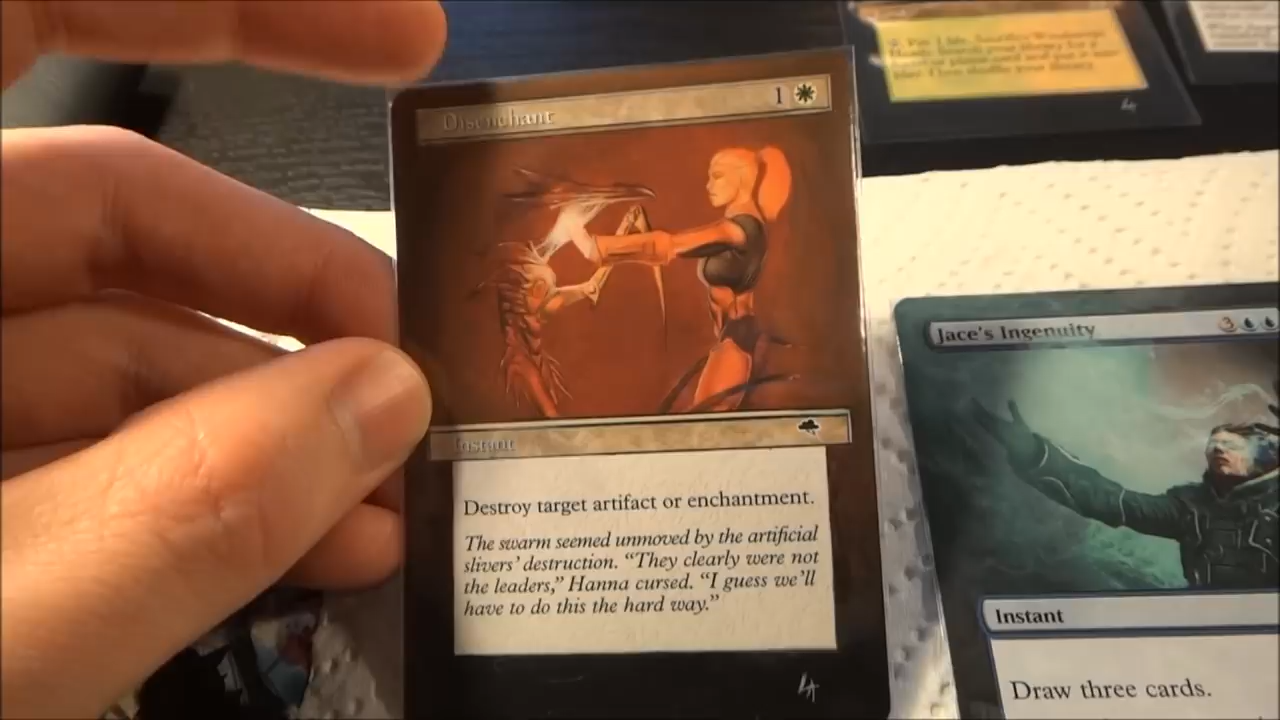 Disenchant
1
Instant
Destroy target artifact or enchantment.
The swarm seemed unmoved by the artificial
slivers' destruction. "They clearly were not
the leaders," Hanna cursed. "I guess we'll
have to do this the hard way."
LA
Jace's Ingenuity
3
Instant
Draw three cards.